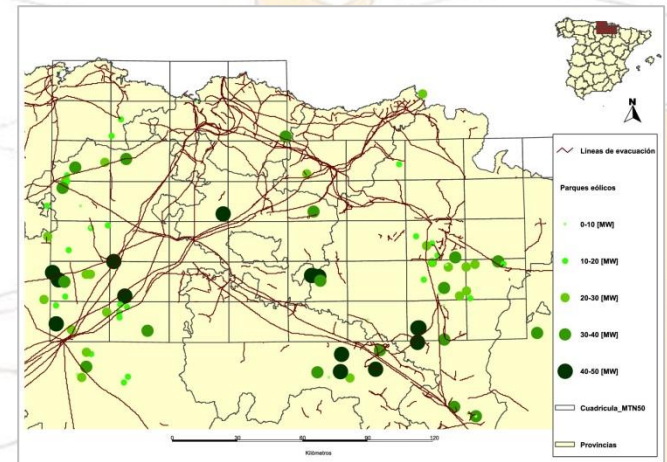 N
Líneas de evacuación
Parques eólicos
0-10 [MW]
10-20 [MW]
20-30 [MW]
30-40 [MW]
40-50 [MW]
Cuadrícula_MTN50
Provincias
0 30 60 90 120
Kilómetros